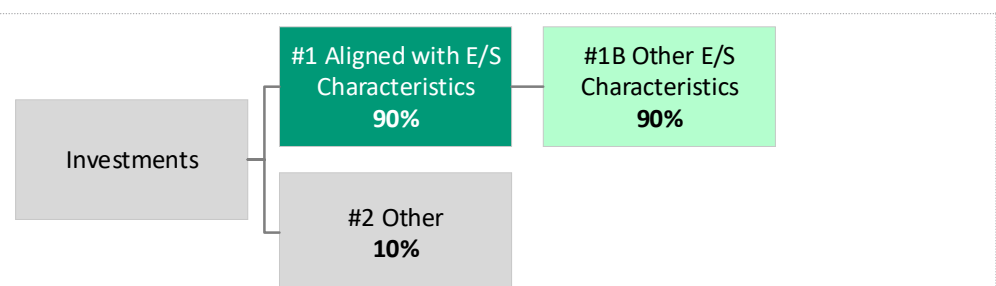 #1 Aligned with E/S
Characteristics
90%
#1B Other E/S
Characteristics
90%
Investments
#2 Other
10%